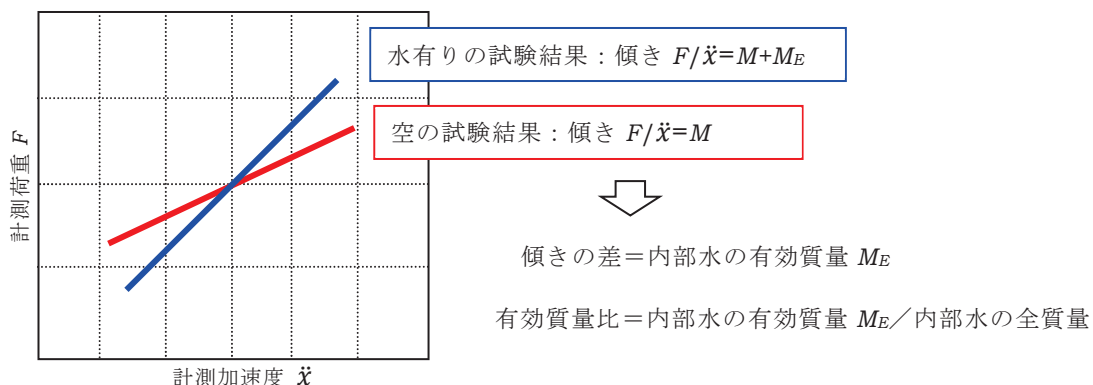 水有りの試験結果：傾き F/ẍ=M+ME
空の試験結果：傾き F/ẍ=M
計測荷重 F
傾きの差＝内部水の有効質量 ME
有効質量比＝内部水の有効質量 ME／内部水の全質量
計測加速度 ẍ